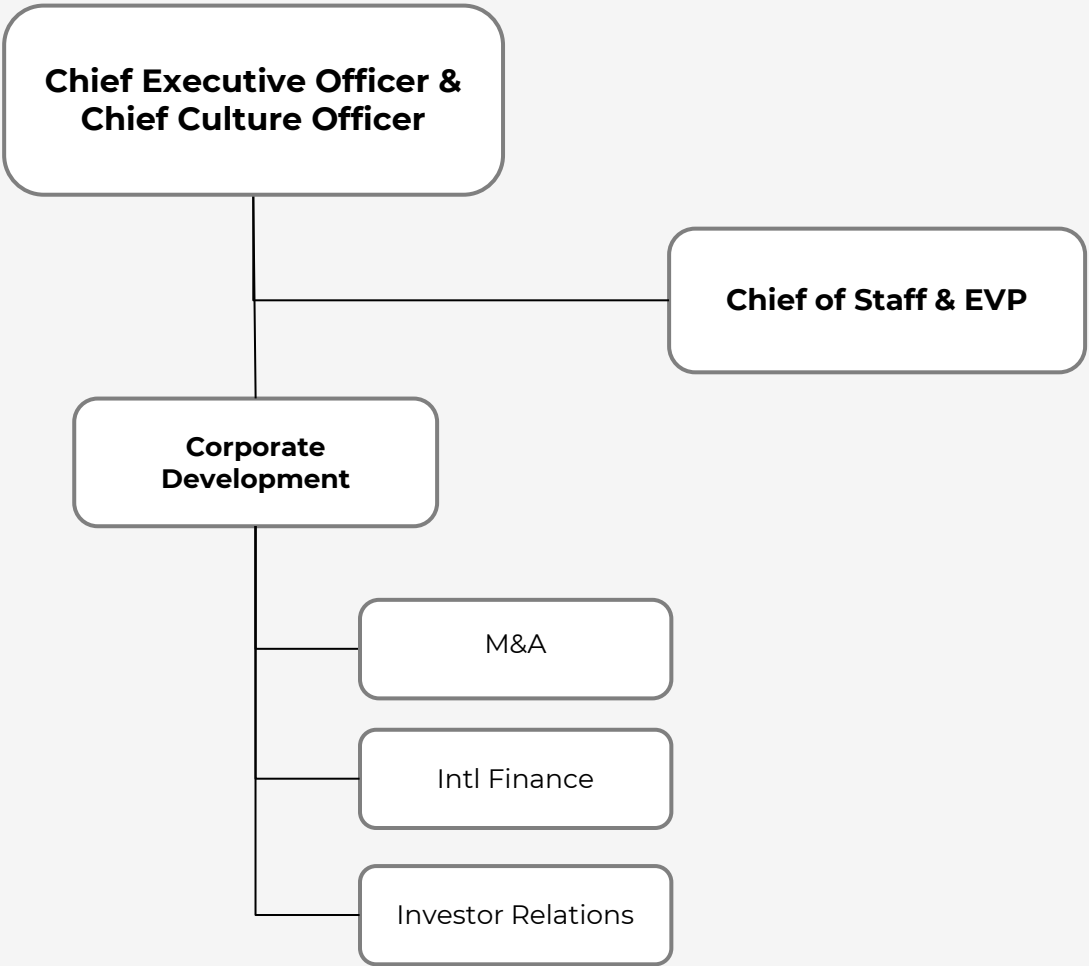 Chief Executive Officer &
Chief Culture Officer
Chief of Staff & EVP
Corporate
Development
M&A
Intl Finance
Investor Relations